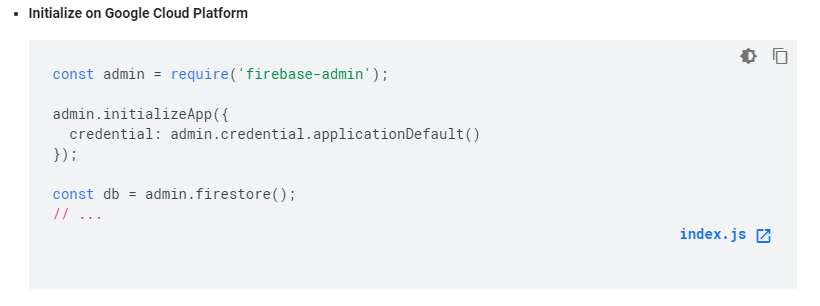 • Initialize on Google Cloud Platform
const admin = require('firebase-admin');
admin.initializeApp({
  credential: admin.credential.applicationDefault()
});
const db = admin.firestore();
// ...
index.js